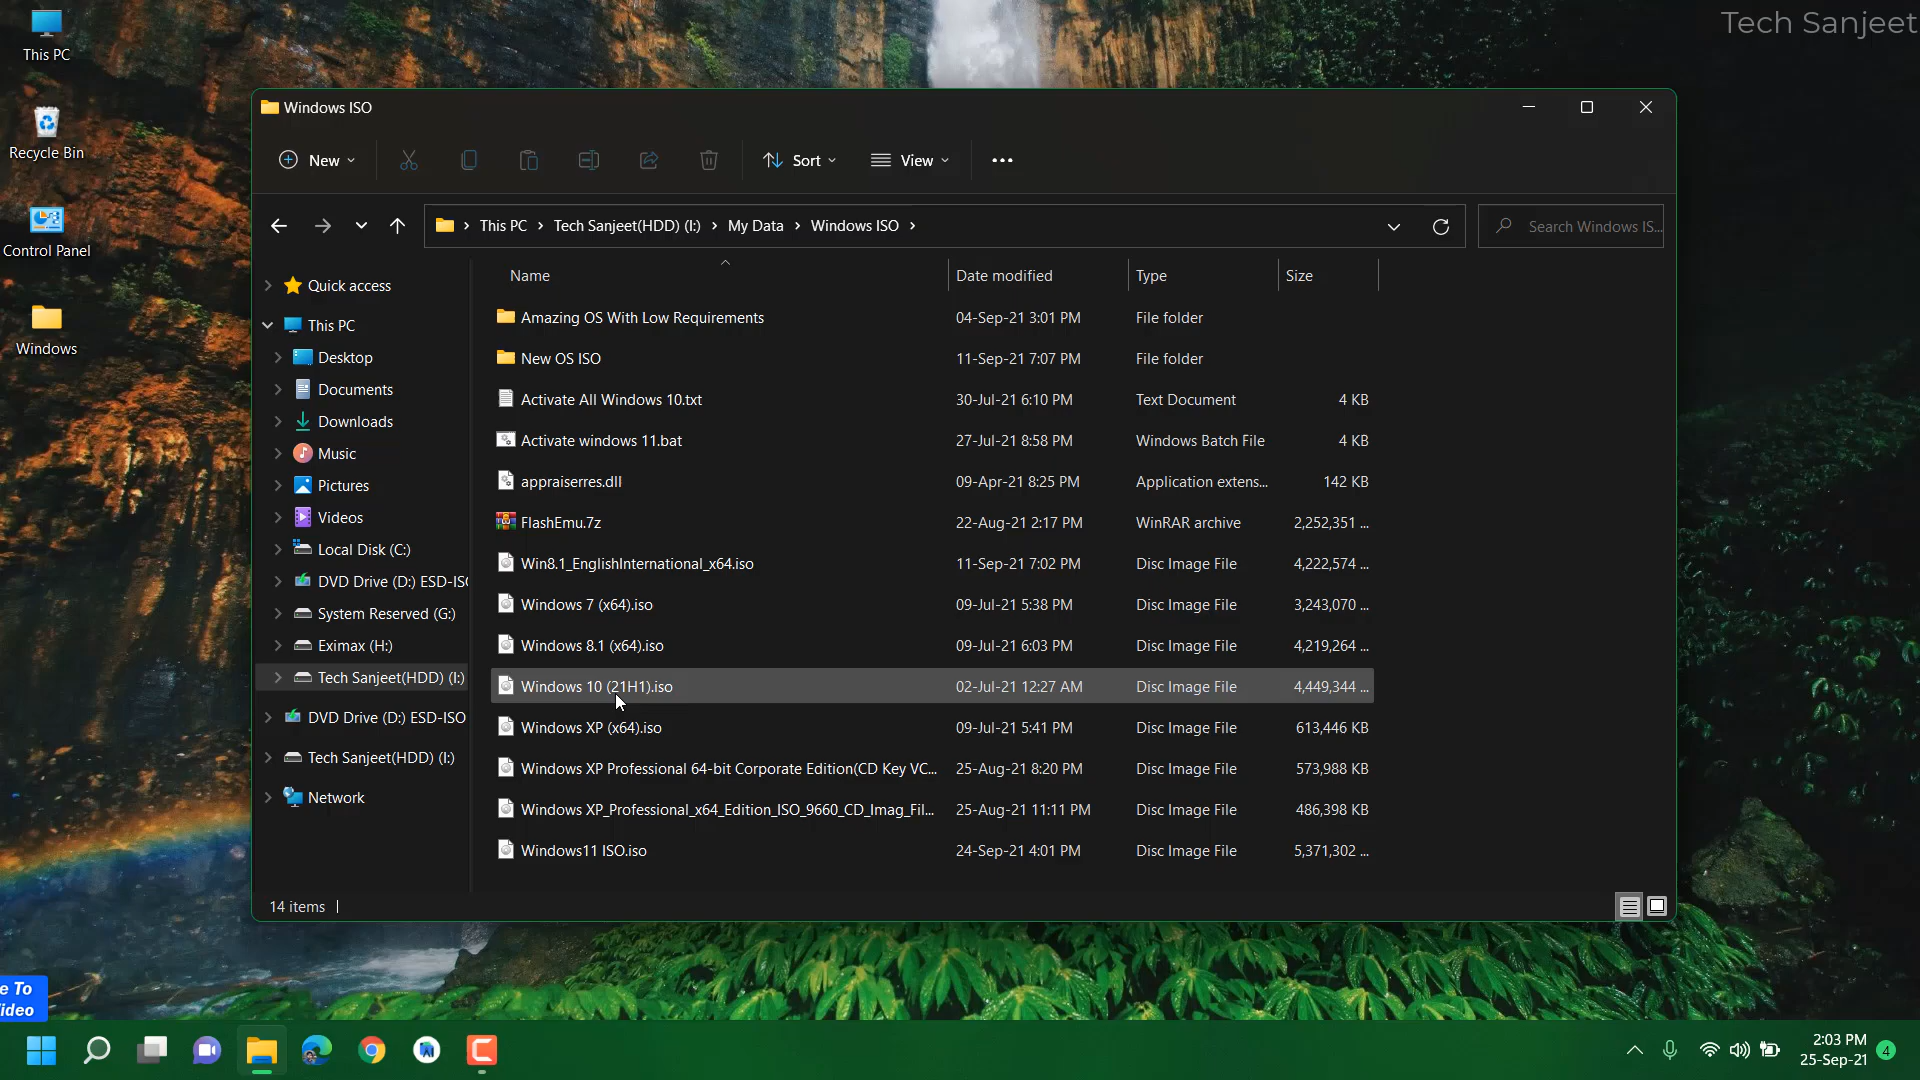 Tech Sanjeet
This PC
Recycle Bin
Control Panel
Windows
Windows ISO
New
Sort
View
This PC > Tech Sanjeet(HDD) (I:) > My Data > Windows ISO >
Search Windows IS...
Quick access
This PC
Desktop
Documents
Downloads
Music
Pictures
Videos
Local Disk (C:)
DVD Drive (D:) ESD-ISO
System Reserved (G:)
Eximax (H:)
Tech Sanjeet(HDD) (I:)
DVD Drive (D:) ESD-ISO
Tech Sanjeet(HDD) (I:)
Network
Name Date modified Type Size
Amazing OS With Low Requirements 04-Sep-21 3:01 PM File folder
New OS ISO 11-Sep-21 7:07 PM File folder
Activate All Windows 10.txt 30-Jul-21 6:10 PM Text Document 4 KB
Activate windows 11.bat 27-Jul-21 8:58 PM Windows Batch File 4 KB
appraiserres.dll 09-Apr-21 8:25 PM Application extens... 142 KB
FlashEmu.7z 22-Aug-21 2:17 PM WinRAR archive 2,252,351 ...
Win8.1_EnglishInternational_x64.iso 11-Sep-21 7:02 PM Disc Image File 4,222,574 ...
Windows 7 (x64).iso 09-Jul-21 5:38 PM Disc Image File 3,243,070 ...
Windows 8.1 (x64).iso 09-Jul-21 6:03 PM Disc Image File 4,219,264 ...
Windows 10 (21H1).iso 02-Jul-21 12:27 AM Disc Image File 4,449,344 ...
Windows XP (x64).iso 09-Jul-21 5:41 PM Disc Image File 613,446 KB
Windows XP Professional 64-bit Corporate Edition(CD Key VC... 25-Aug-21 8:20 PM Disc Image File 573,988 KB
Windows XP_Professional_x64_Edition_ISO_9660_CD_Imag_Fil... 25-Aug-21 11:11 PM Disc Image File 486,398 KB
Windows11 ISO.iso 24-Sep-21 4:01 PM Disc Image File 5,371,302 ...
14 items
e To
ideo
2:03 PM
25-Sep-21
4